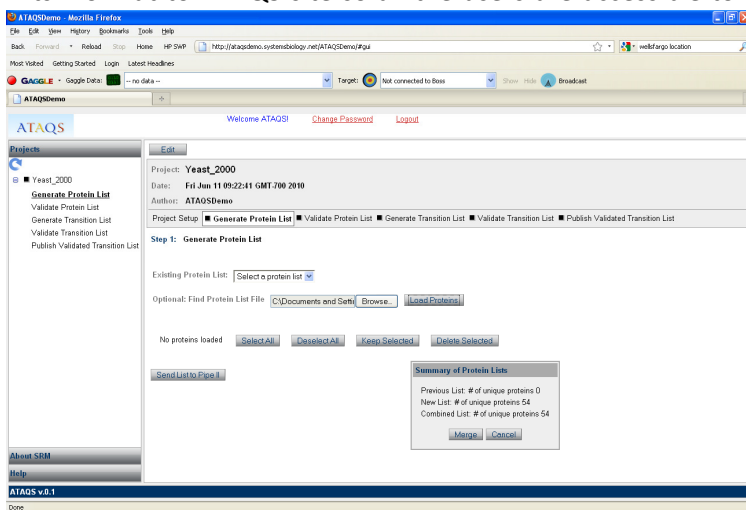 ATAQSDemo - Mozilla Firefox
File Edit View History Bookmarks Tools Help
Back Forward Reload Stop Home HP SWP http://ataqsdemo.systemsbiology.net/ATAQSDemo/#gui wellsfargo location
Most Visited Getting Started Login Latest Headlines
GAGGLE Gaggle Data: -- no data -- Target: Not connected to Boss Show Hide Broadcast
ATAQSDemo
ATAQS Welcome ATAQS! Change Password Logout
Projects Edit
Yeast_2000
Generate Protein List
Validate Protein List
Generate Transition List
Validate Transition List
Publish Validated Transition List
Project: Yeast_2000
Date: Fri Jun 11 09:22:41 GMT-700 2010
Author: ATAQSDemo
Project Setup Generate Protein List Validate Protein List Generate Transition List Validate Transition List Publish Validated Transition List
Step 1: Generate Protein List
Existing Protein List: Select a protein list
Optional: Find Protein List File C:\Documents and Setti Browse... Load Proteins
No proteins loaded Select All Deselect All Keep Selected Delete Selected
Send List to Pipe II
Summary of Protein Lists
Previous List: # of unique proteins 0
New List: # of unique proteins 54
Combined List: # of unique proteins 54
Merge Cancel
About SRM
Help
ATAQS v.0.1
Done